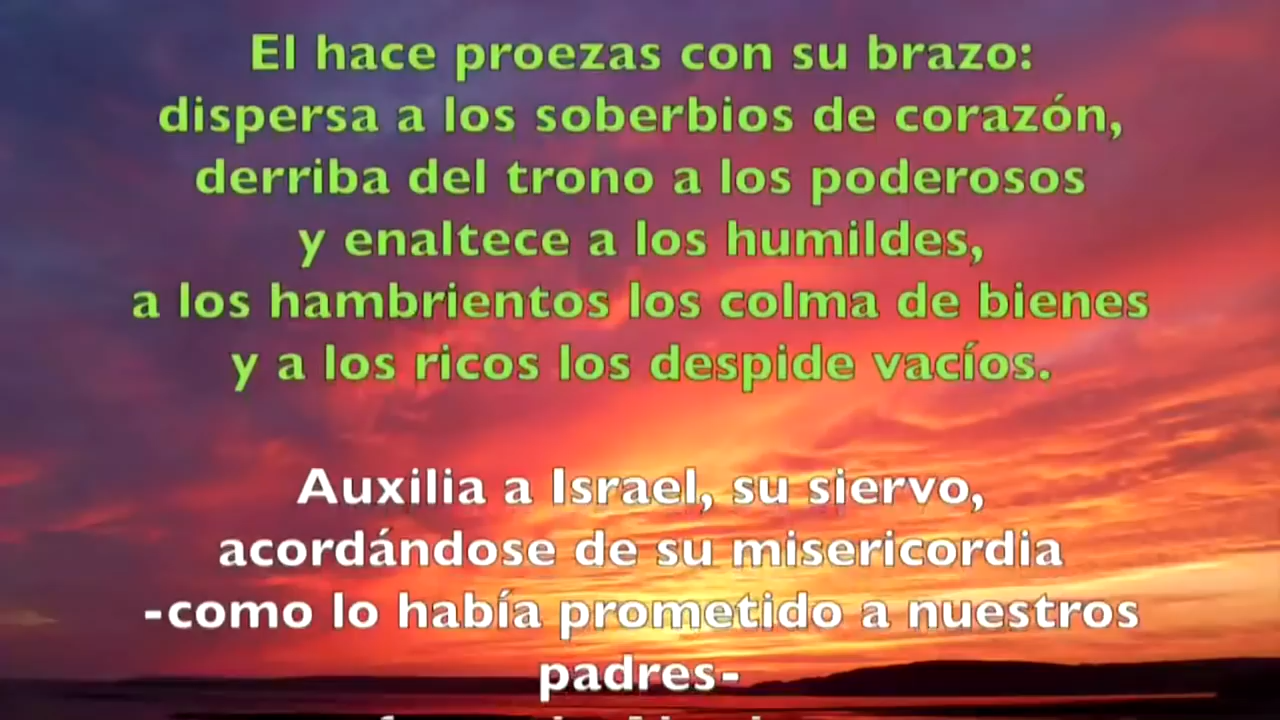 El hace proezas con su brazo:
dispersa a los soberbios de corazón,
derriba del trono a los poderosos
y enaltece a los humildes,
a los hambrientos los colma de bienes
y a los ricos los despide vacíos.
Auxilia a Israel, su siervo,
acordándose de su misericordia
-como lo había prometido a nuestros
padres-